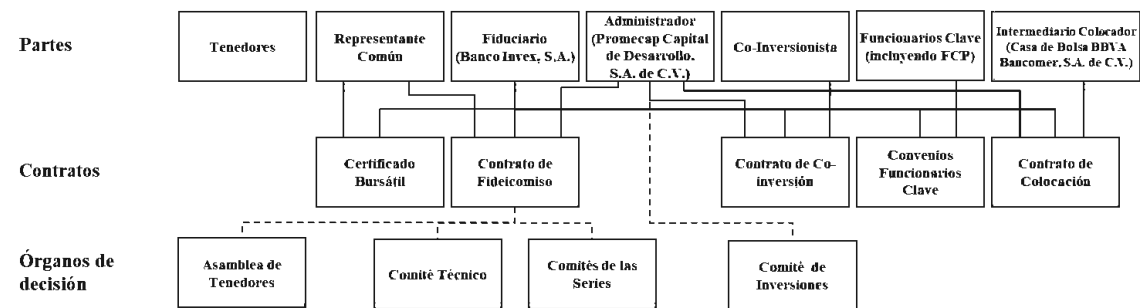 Partes
Tenedores
Representante
Común
Fiduciario
(Banco Invex, S.A.)
Administrador
(Promecap Capital
de Desarrollo,
S.A. de C.V.)
Co-Inversionista
Funcionarios Clave
(incluyendo FCP)
Intermediario Colocador
(Casa de Bolsa BBVA
Bancomer, S.A. de C.V.)
Contratos
Certificado
Bursátil
Contrato de
Fideicomiso
Contrato de Co-
inversión
Convenios
Funcionarios
Clave
Contrato de
Colocación
Órganos de
decisión
Asamblea de
Tenedores
Comité Técnico
Comités de las
Series
Comité de
Inversiones